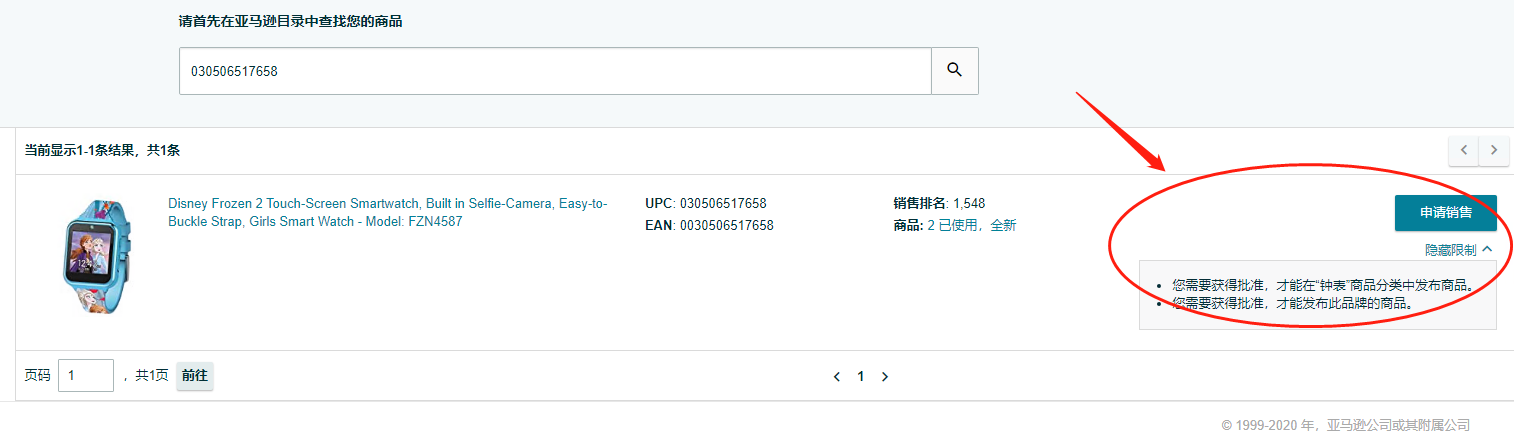 请首先在亚马逊目录中查找您的商品
030506517658
当前显示1-1条结果，共1条
Disney Frozen 2 Touch-Screen Smartwatch, Built in Selfie-Camera, Easy-to-
Buckle Strap, Girls Smart Watch - Model: FZN4587
UPC: 030506517658
EAN: 0030506517658
销售排名: 1,548
商品: 2 已使用，全新
申请销售
隐藏限制
• 您需要获得批准，才能在“钟表”商品分类中发布商品。
• 您需要获得批准，才能发布此品牌的商品。
页码 1 ，共1页 前往
1
© 1999-2020 年，亚马逊公司或其附属公司